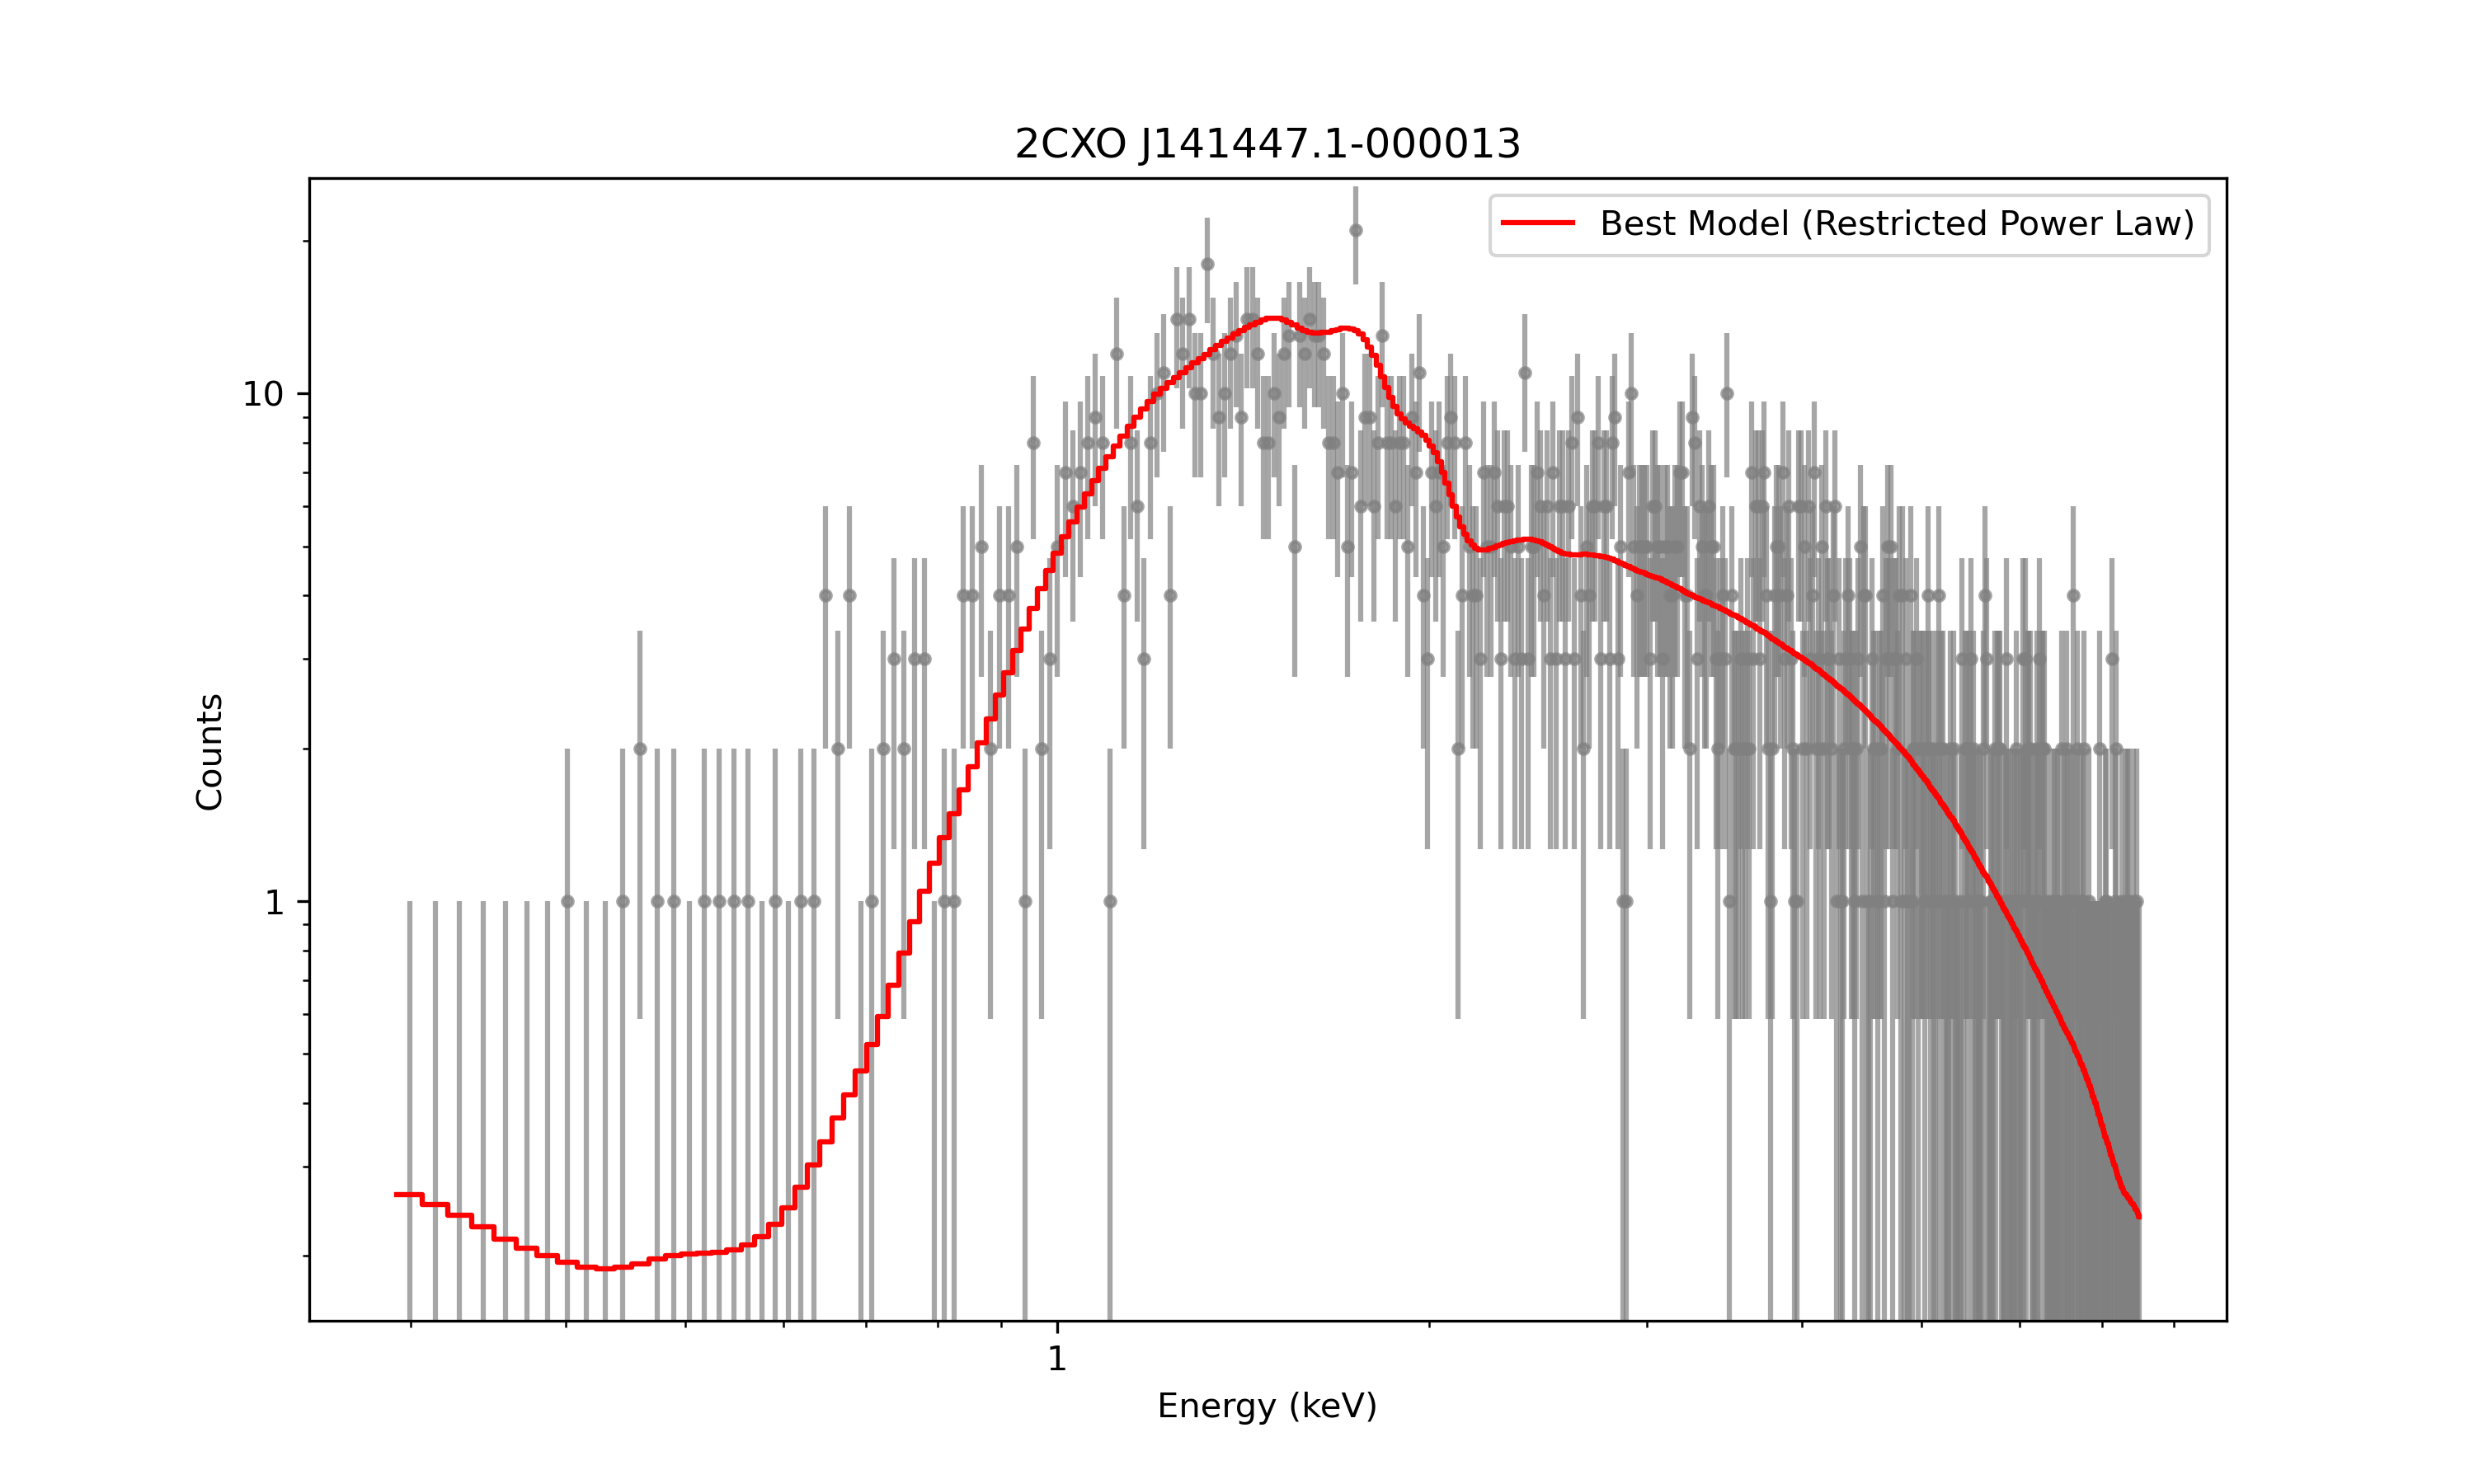 2CXO J141447.1-000013
Best Model (Restricted Power Law)
10
1
Counts
1
Energy (keV)